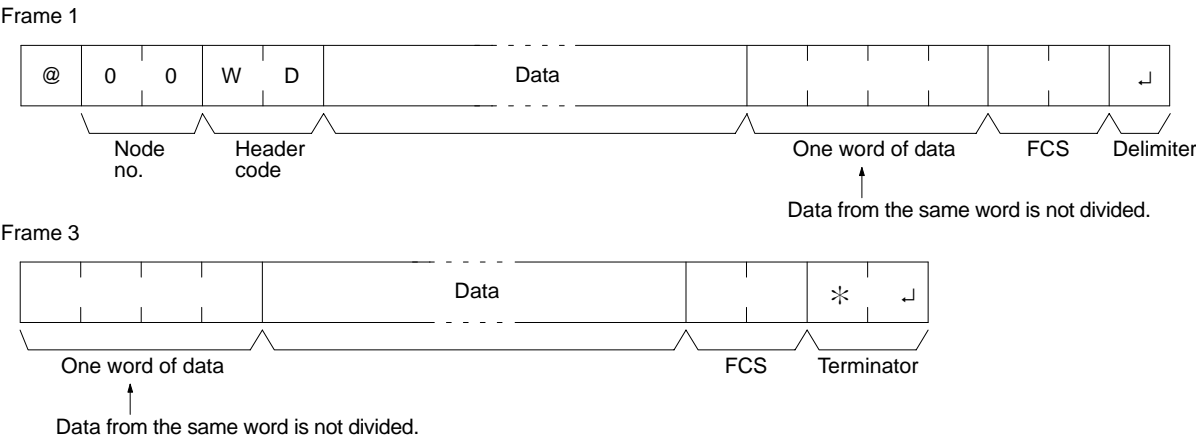 Frame 1
@ 0 0 W D Data ↵
Node no. Header code One word of data FCS Delimiter
Data from the same word is not divided.
Frame 3
Data * ↵
One word of data FCS Terminator
Data from the same word is not divided.